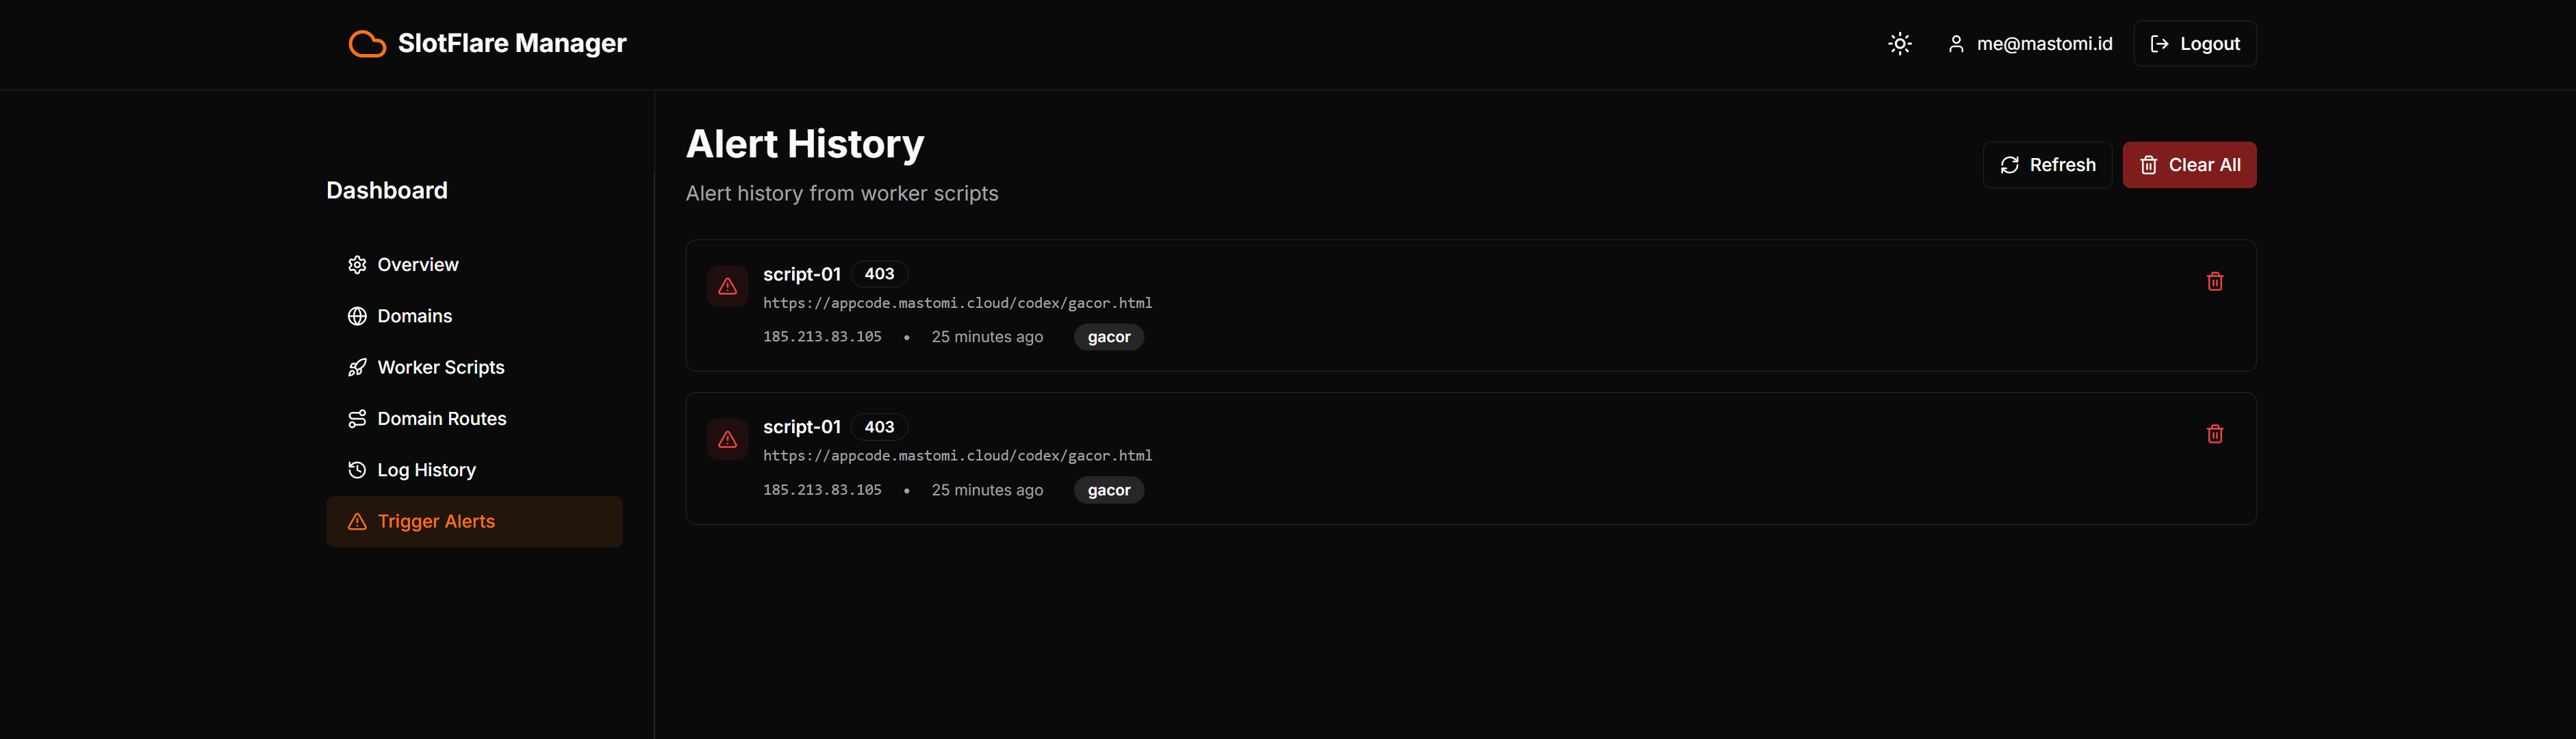 SlotFlare Manager
me@mastomi.id
Logout
Dashboard
Overview
Domains
Worker Scripts
Domain Routes
Log History
Trigger Alerts
Alert History
Alert history from worker scripts
Refresh
Clear All
script-01 403
https://appcode.mastomi.cloud/codex/gacor.html
185.213.83.105 • 25 minutes ago gacor
script-01 403
https://appcode.mastomi.cloud/codex/gacor.html
185.213.83.105 • 25 minutes ago gacor